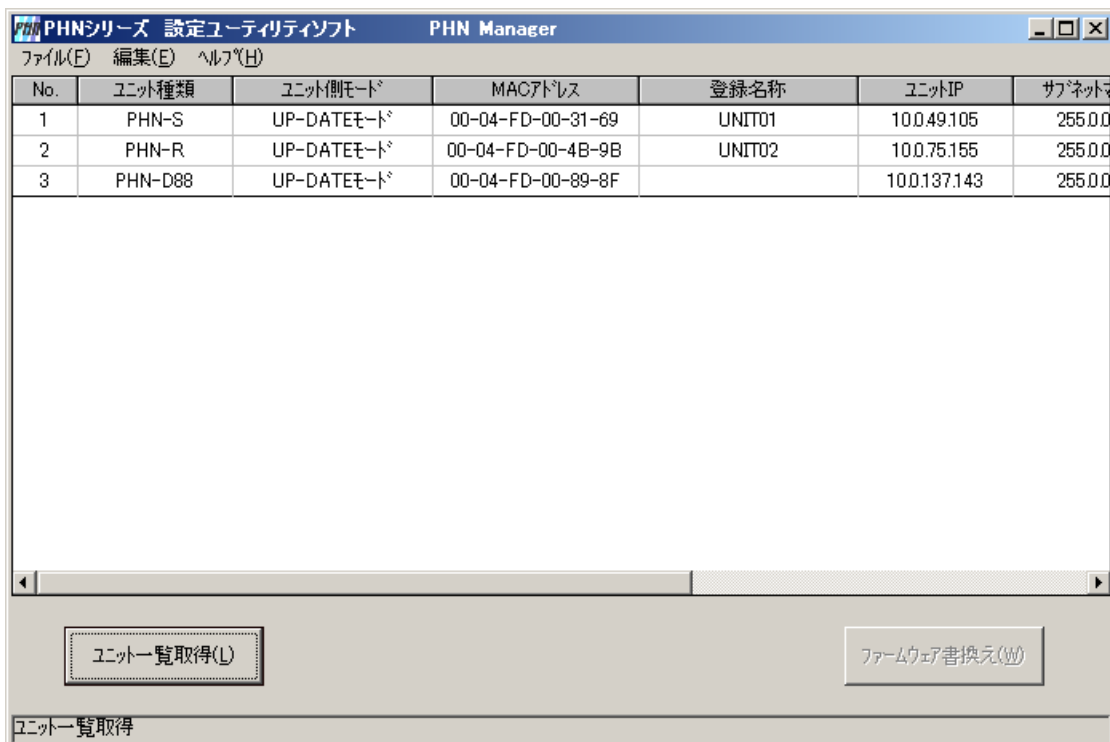 PHN PHNシリーズ 設定ユーティリティソフト PHN Manager
ファイル(F) 編集(E) ヘルプ(H)
No. ユニット種類 ユニット側モード MACアドレス 登録名称 ユニットIP サブネットマ
1 PHN-S UP-DATEモード 00-04-FD-00-31-69 UNIT01 10.0.49.105 255.0.0
2 PHN-R UP-DATEモード 00-04-FD-00-4B-9B UNIT02 10.0.75.155 255.0.0
3 PHN-D88 UP-DATEモード 00-04-FD-00-89-8F 10.0.137.143 255.0.0
ユニット一覧取得(L) ファームウェア書換え(W)
ユニット一覧取得